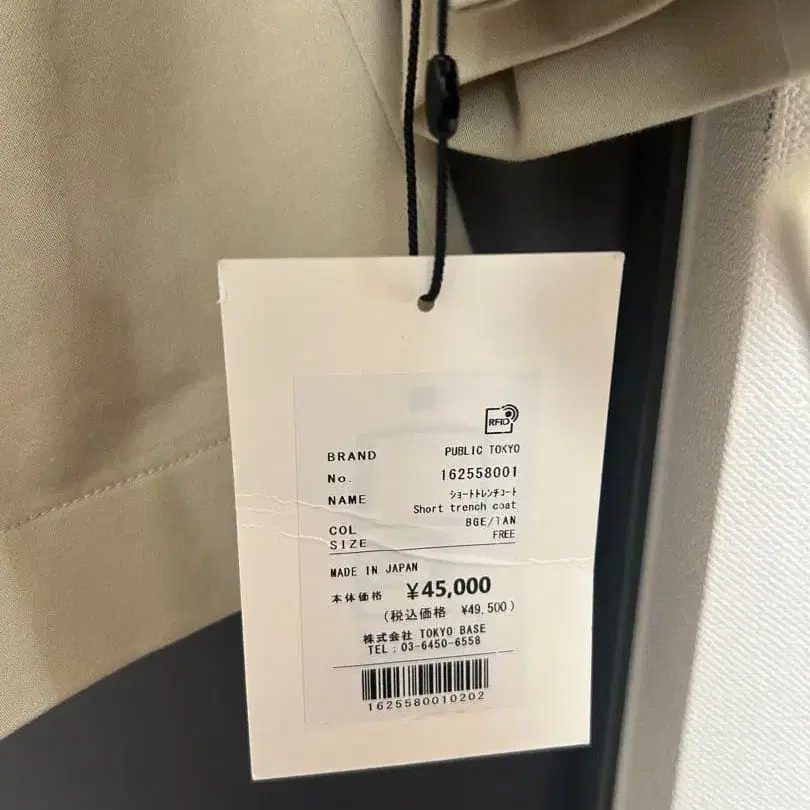 RFID
BRAND PUBLIC TOKYO
No. 162558001
NAME ショートトレンチコート
Short trench coat
COL BGE/TAN
SIZE FREE
MADE IN JAPAN
本体価格 ¥45,000
(税込価格 ¥49,500)
株式会社 TOKYO BASE
TEL：03-6450-6558
1625580010202